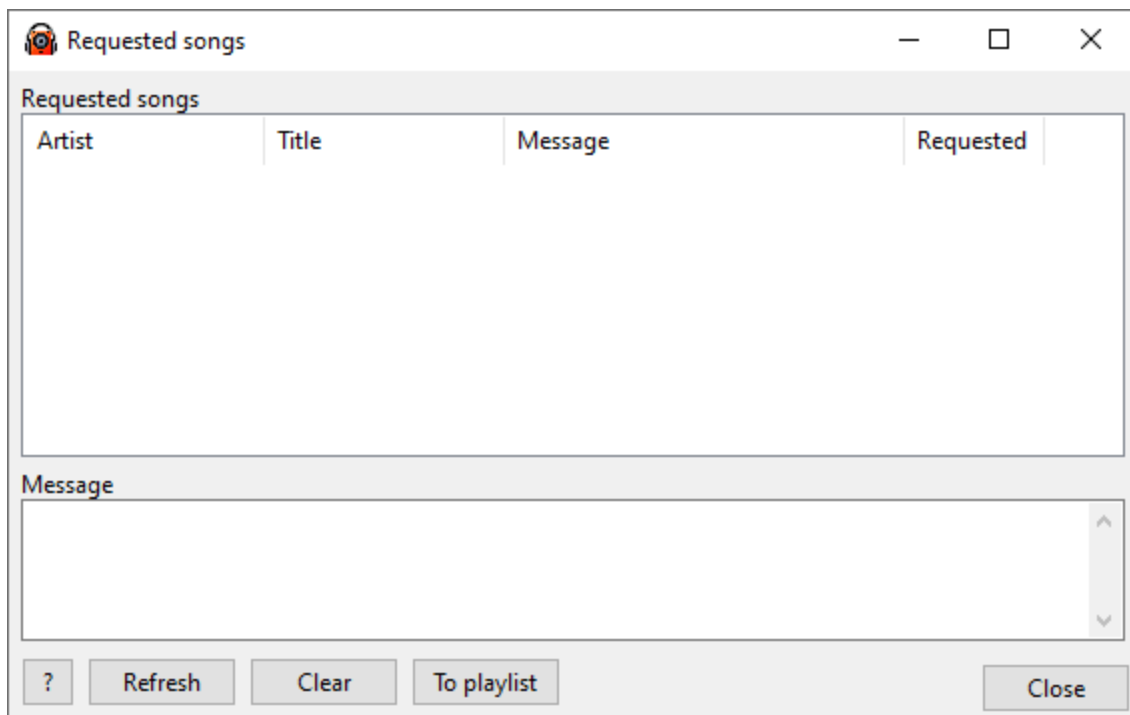 Requested songs
Requested songs
Artist Title Message Requested
Message
? Refresh Clear To playlist Close